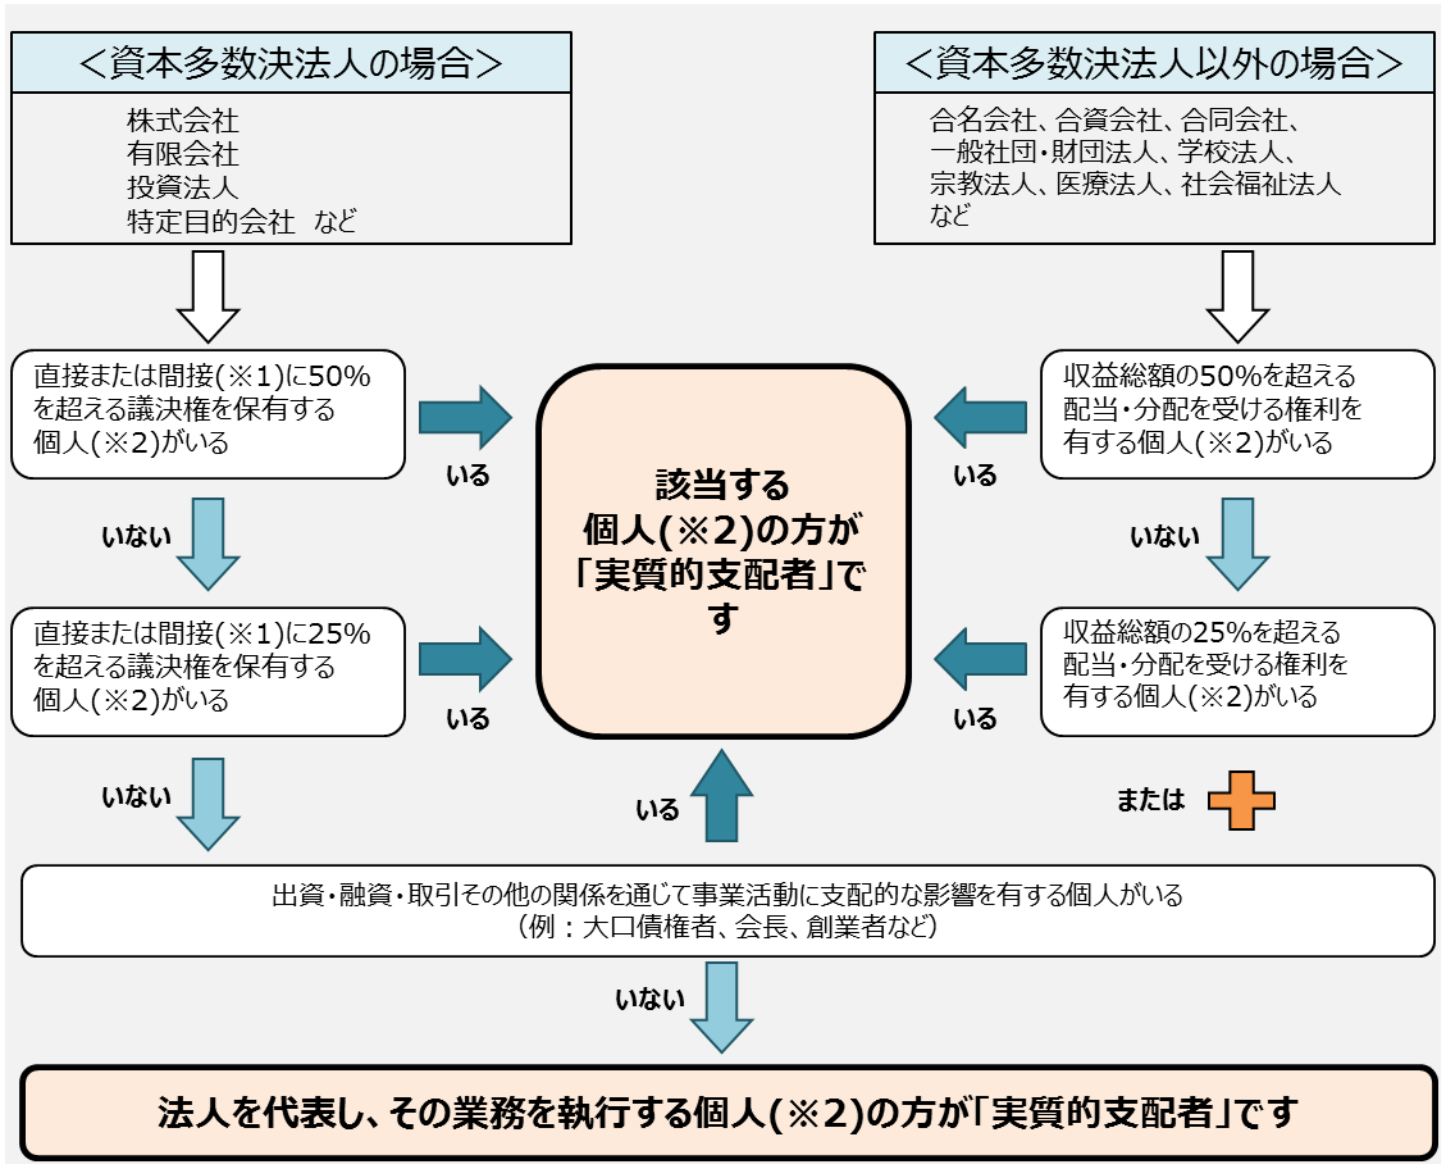 ＜資本多数決法人の場合＞
株式会社
有限会社
投資法人
特定目的会社　など
＜資本多数決法人以外の場合＞
合名会社、合資会社、合同会社、
一般社団・財団法人、学校法人、
宗教法人、医療法人、社会福祉法人
など
直接または間接(※1)に50%
を超える議決権を保有する
個人(※2)がいる
いる
いない
直接または間接(※1)に25%
を超える議決権を保有する
個人(※2)がいる
いる
いない
該当する
個人(※2)の方が
「実質的支配者」で
す
いる
収益総額の50%を超える
配当・分配を受ける権利を
有する個人(※2)がいる
いる
いない
収益総額の25%を超える
配当・分配を受ける権利を
有する個人(※2)がいる
いる
または
出資・融資・取引その他の関係を通じて事業活動に支配的な影響を有する個人がいる
（例：大口債権者、会長、創業者など）
いない
法人を代表し、その業務を執行する個人(※2)の方が「実質的支配者」です